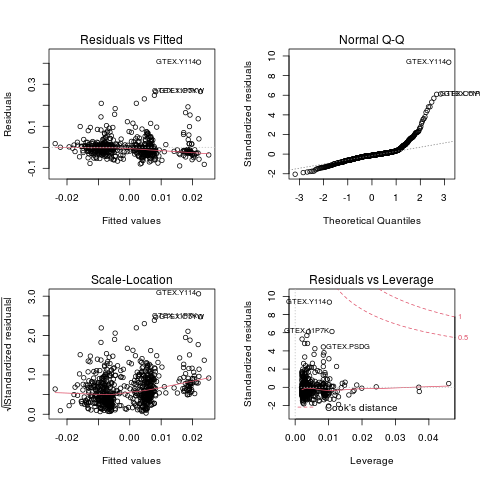 Residuals vs Fitted
Residuals
-0.1 0.1 0.3
GTEX.Y114
-0.02 0.00 0.01 0.02
Fitted values
Normal Q-Q
Standardized residuals
-2 0 2 4 6 8 10
GTEX.Y114
-3 -2 -1 0 1 2 3
Theoretical Quantiles
Scale-Location
√|Standardized residuals|
0.0 0.5 1.0 1.5 2.0 2.5 3.0
GTEX.Y114
-0.02 0.00 0.01 0.02
Fitted values
Residuals vs Leverage
Standardized residuals
-2 0 2 4 6 8 10
GTEX.Y114
GTEX.PSDG
1
0.5
Cook's distance
0.00 0.01 0.02 0.03 0.04
Leverage